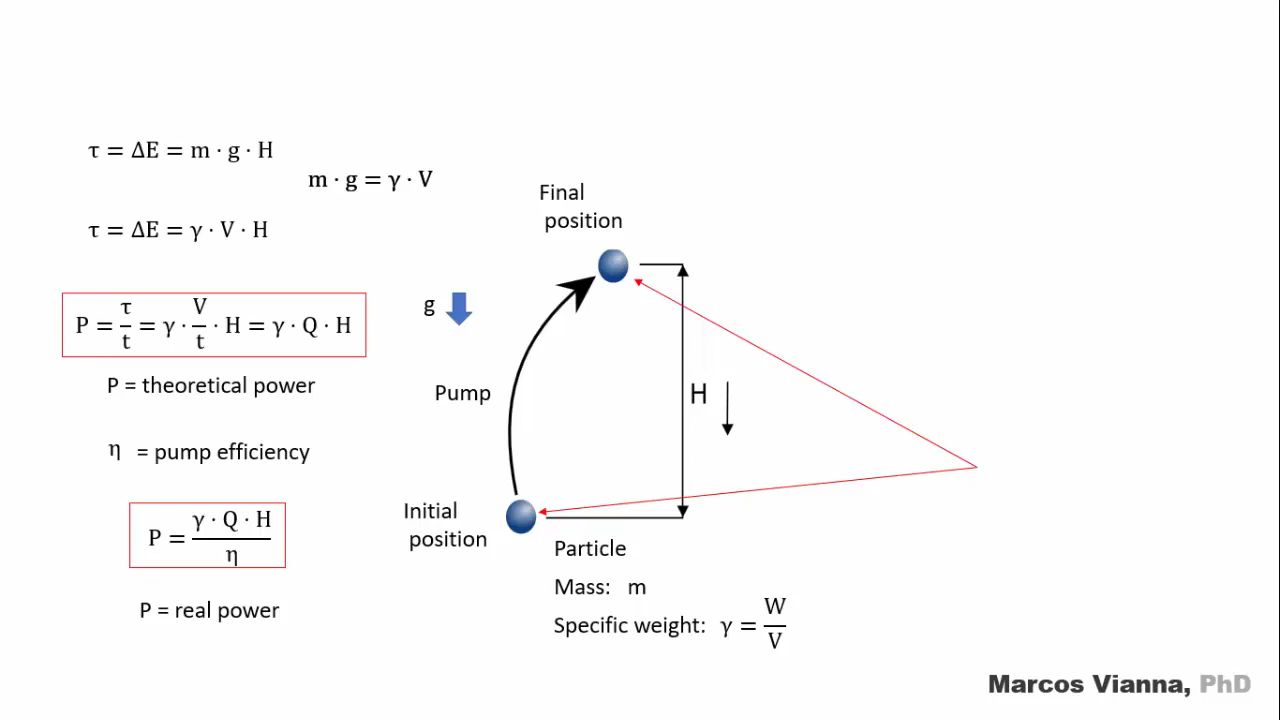 τ = ΔE = m · g · H
m · g = γ · V
τ = ΔE = γ · V · H
P = τ/t = γ · V/t · H = γ · Q · H
P = theoretical power
η = pump efficiency
P = γ · Q · H / η
P = real power
Final
position
g
Pump
H
Initial
position
Particle
Mass: m
Specific weight: γ = W/V
Marcos Vianna, PhD